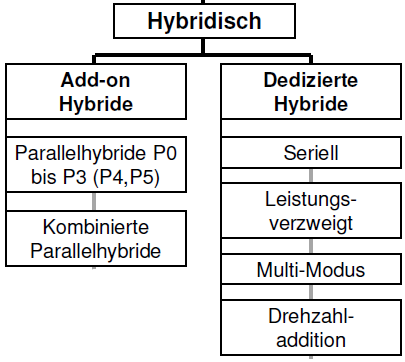 Hybridisch
Add-on
Hybride
Parallelhybride P0
bis P3 (P4,P5)
Kombinierte
Parallelhybride
Dedizierte
Hybride
Seriell
Leistungs-
verzweigt
Multi-Modus
Drehzahl-
addition